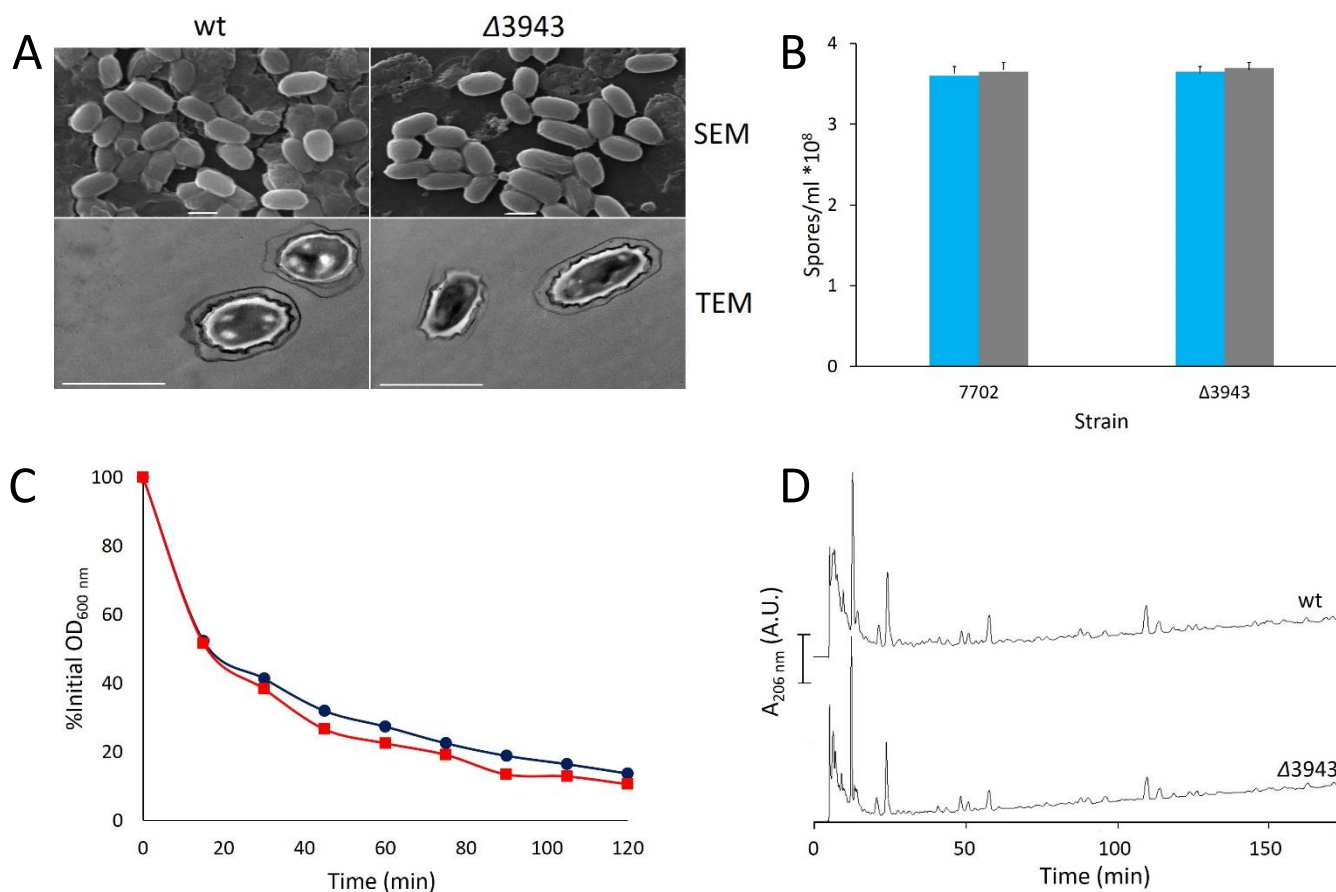 A
wt
Δ3943
SEM
TEM
B
Spores/ml *10⁸
4
3
2
1
0
7702
Δ3943
Strain
C
%Initial OD₆₀₀ ₙₘ
100
80
60
40
20
0
0 20 40 60 80 100 120
Time (min)
D
A₂₀₆ ₙₘ (A.U.)
wt
Δ3943
0 50 100 150
Time (min)